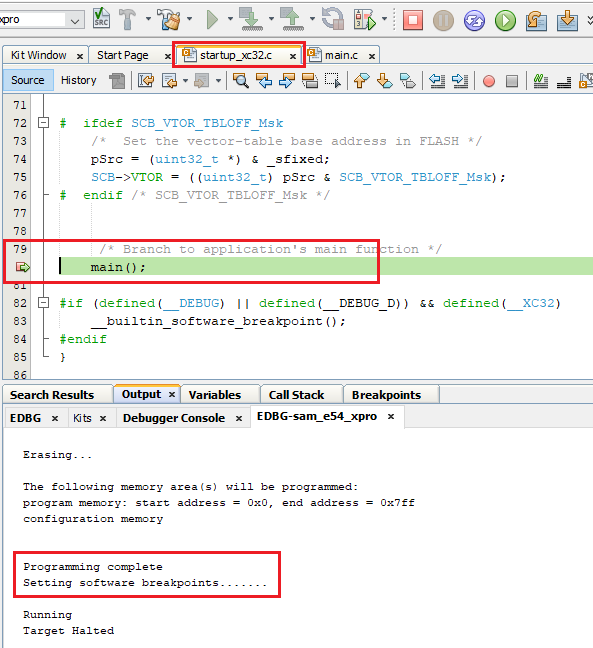 xpro
SRC
Kit Window x Start Page x startup_xc32.c x main.c x
Source History
71
72 # ifdef SCB_VTOR_TBLOFF_Msk
73 /* Set the vector-table base address in FLASH */
74 pSrc = (uint32_t *) & _sfixed;
75 SCB->VTOR = ((uint32_t) pSrc & SCB_VTOR_TBLOFF_Msk);
76 # endif /* SCB_VTOR_TBLOFF_Msk */
77
78
79 /* Branch to application's main function */
main();
81
82 #if (defined(__DEBUG) || defined(__DEBUG_D)) && defined(__XC32)
83 __builtin_software_breakpoint();
84 #endif
85 }
86
Search Results Output x Variables Call Stack Breakpoints
EDBG x Kits x Debugger Console x EDBG-sam_e54_xpro x
Erasing...
The following memory area(s) will be programmed:
program memory: start address = 0x0, end address = 0x7ff
configuration memory
Programming complete
Setting software breakpoints.......
Running
Target Halted